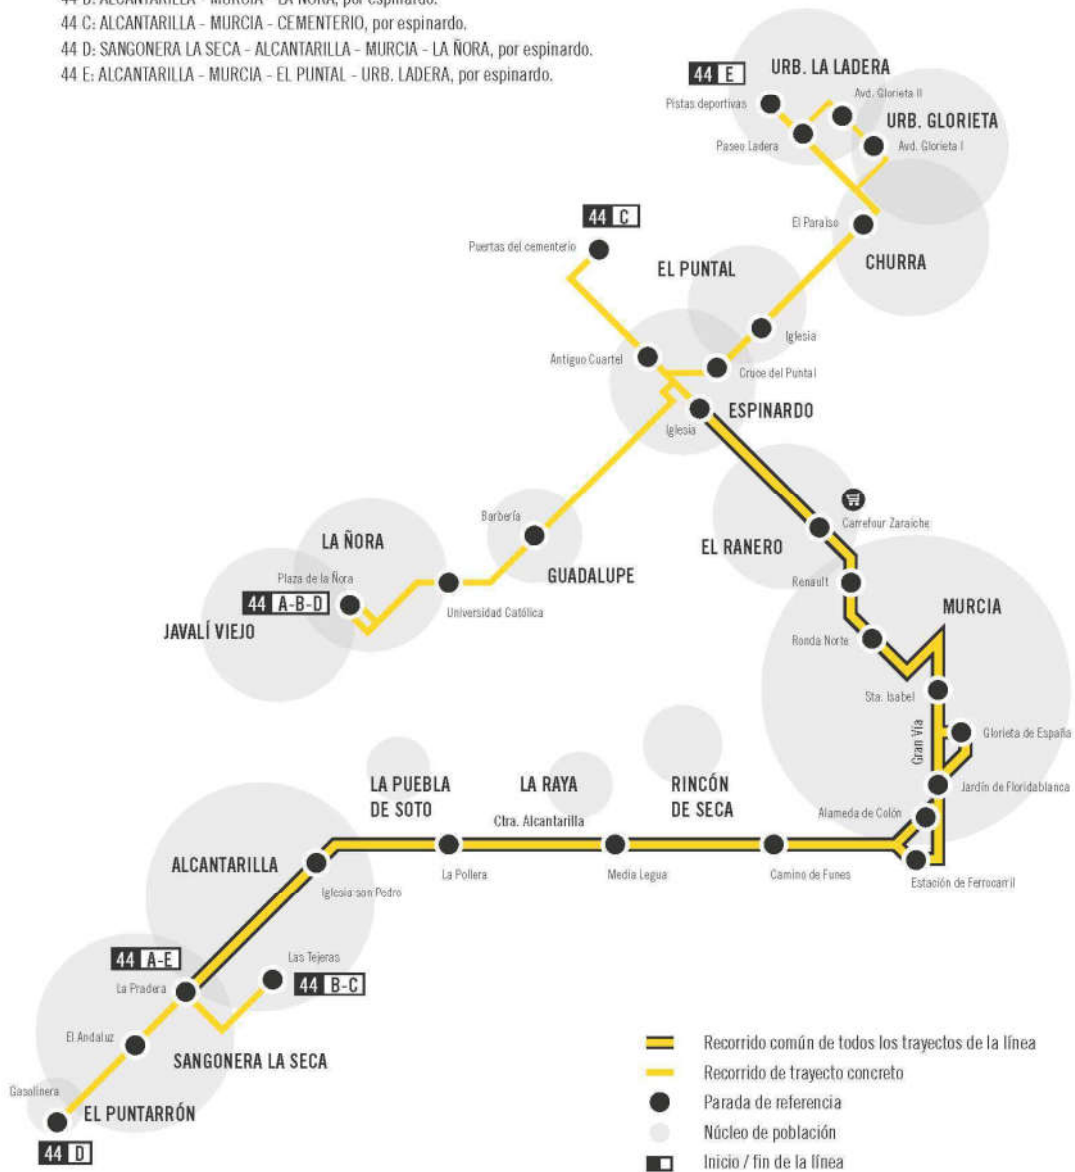 44 B: ALCANTARILLA - MURCIA - LA ÑORA, por espinardo.
44 C: ALCANTARILLA - MURCIA - CEMENTERIO, por espinardo.
44 D: SANGONERA LA SECA - ALCANTARILLA - MURCIA - LA ÑORA, por espinardo.
44 E: ALCANTARILLA - MURCIA - EL PUNTAL - URB. LADERA, por espinardo.
44 E
URB. LA LADERA
Pistas deportivas
Avd. Glorieta II
URB. GLORIETA
Paseo Ladera
Avd. Glorieta I
44 C
El Paraíso
Puertas del cementerio
EL PUNTAL
CHURRA
Iglesia
Antiguo Cuartel
Cruce del Puntal
ESPINARDO
Iglesia
Barbería
Carrefour Zaraiche
LA ÑORA
EL RANERO
Plaza de la Ñora
GUADALUPE
Renault
44 A-B-D
Universidad Católica
MURCIA
JAVALÍ VIEJO
Ronda Norte
Sta. Isabel
Gran Vía
Glorieta de España
LA PUEBLA
DE SOTO
LA RAYA
RINCÓN
DE SECA
Jardín de Floridablanca
Ctra. Alcantarilla
Alameda de Colón
ALCANTARILLA
La Pollera
Media Legua
Camino de Funes
Estación de Ferrocarril
Iglesia san Pedro
44 A-E
Las Tejeras
La Pradera
44 B-C
El Andaluz
SANGONERA LA SECA
Gasolinera
EL PUNTARRÓN
44 D
Recorrido común de todos los trayectos de la línea
Recorrido de trayecto concreto
Parada de referencia
Núcleo de población
Inicio / fin de la línea